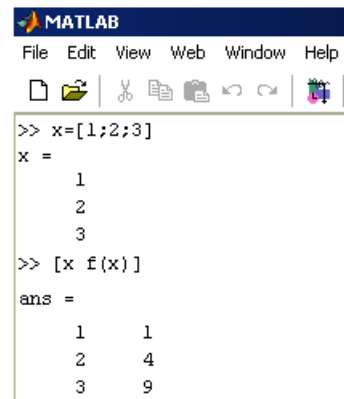 MATLAB
File Edit View Web Window Help
>> x=[1;2;3]
x =
1
2
3
>> [x f(x)]
ans =
1 1
2 4
3 9